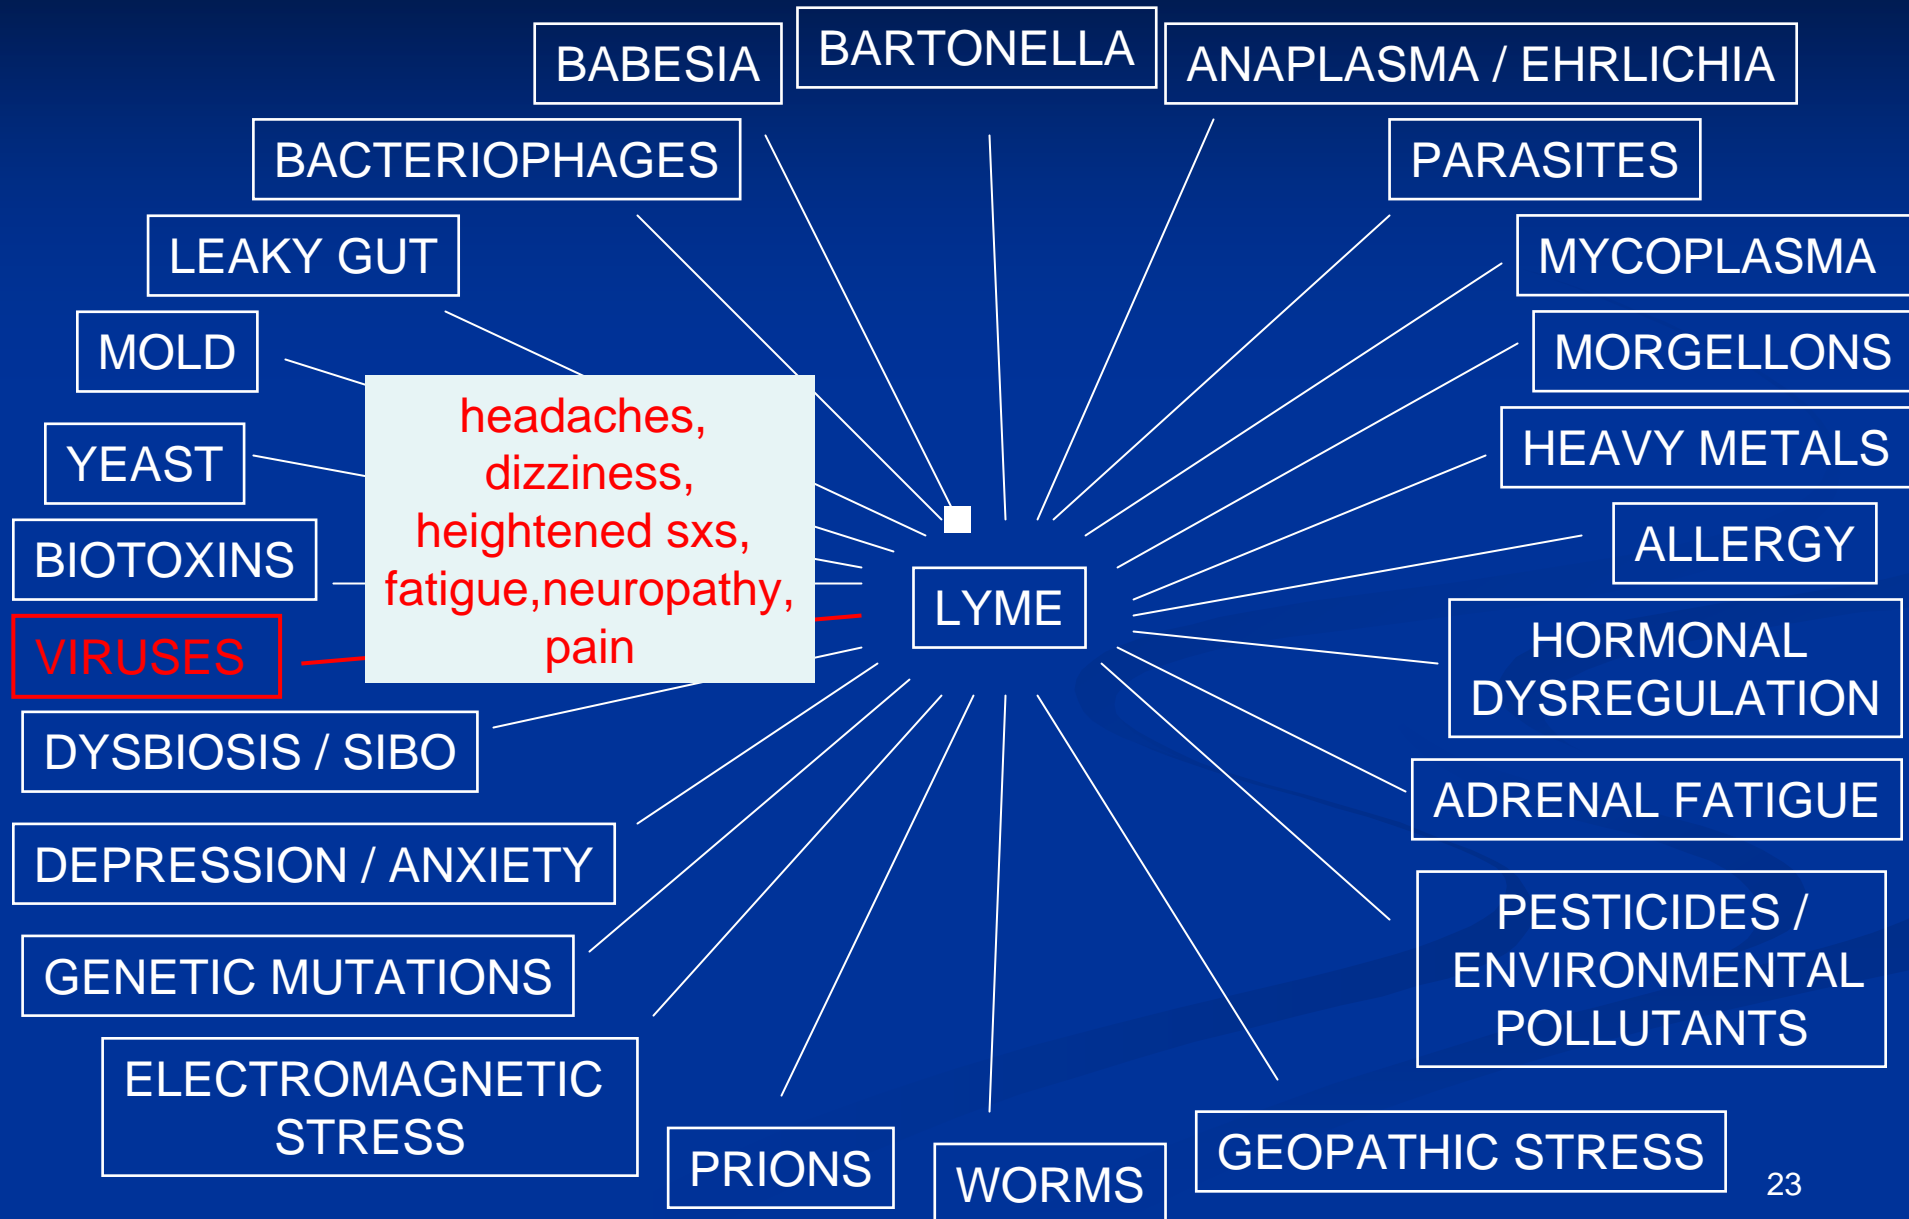 BABESIA
BARTONELLA
ANAPLASMA / EHRLICHIA
BACTERIOPHAGES
PARASITES
LEAKY GUT
MYCOPLASMA
MOLD
MORGELLONS
headaches,
dizziness,
heightened sxs,
fatigue,neuropathy,
pain
YEAST
HEAVY METALS
BIOTOXINS
ALLERGY
LYME
VIRUSES
HORMONAL
DYSREGULATION
DYSBIOSIS / SIBO
ADRENAL FATIGUE
DEPRESSION / ANXIETY
PESTICIDES /
ENVIRONMENTAL
POLLUTANTS
GENETIC MUTATIONS
ELECTROMAGNETIC
STRESS
PRIONS
WORMS
GEOPATHIC STRESS
23